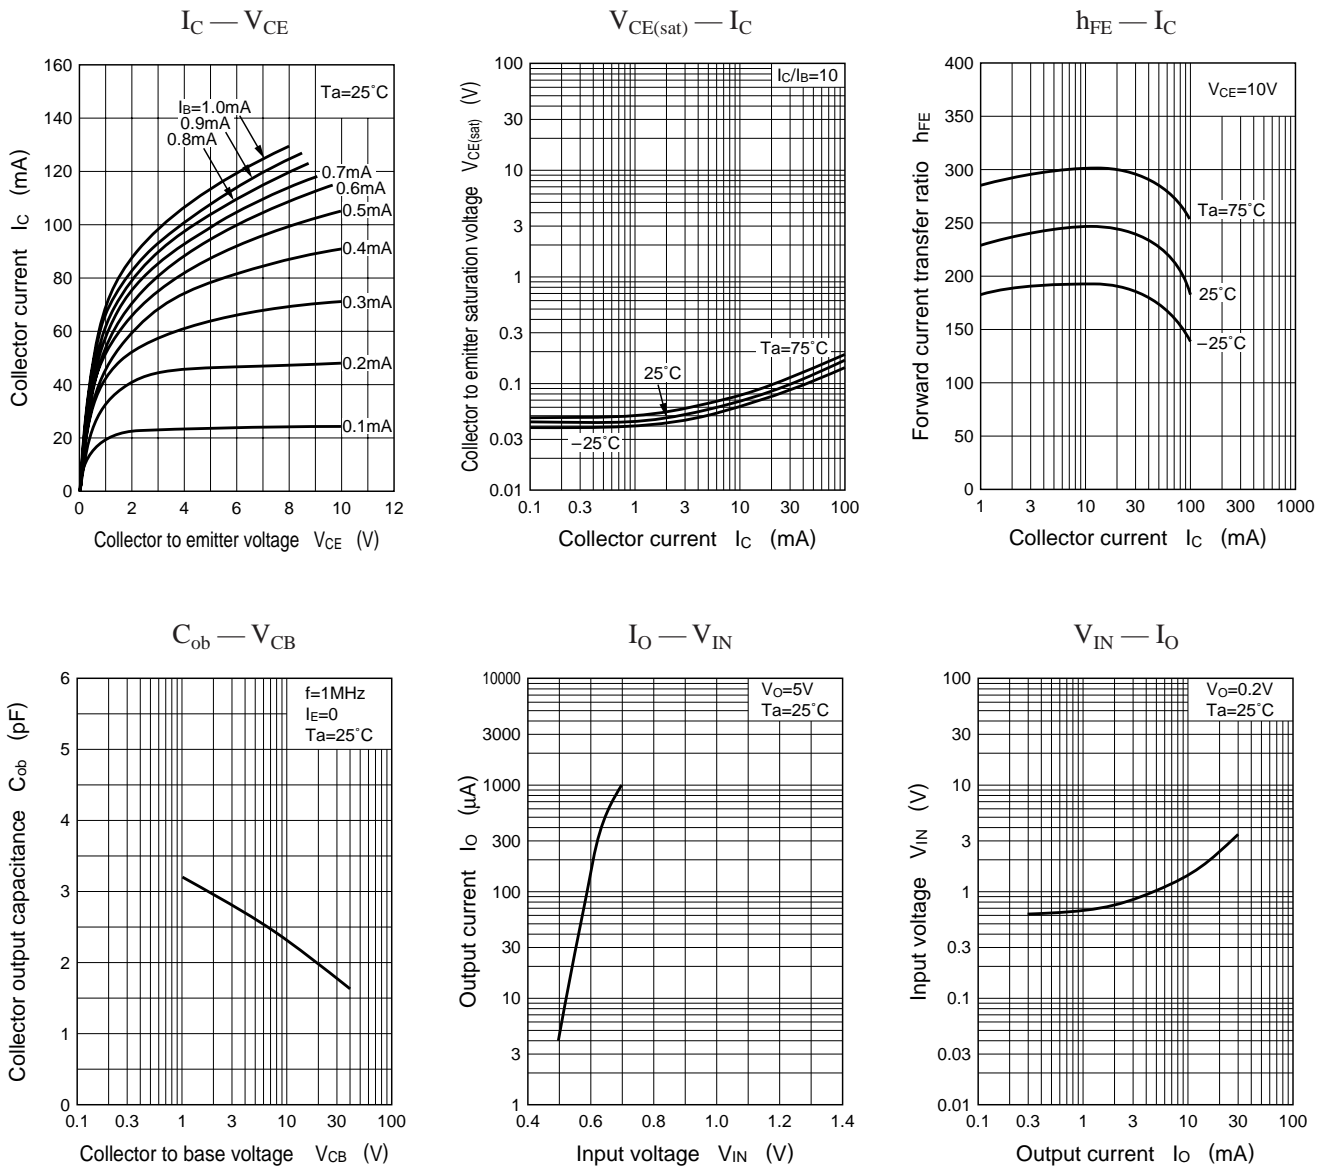 I_C — V_CE
Collector current I_C (mA)
160
140
120
100
80
60
40
20
0
Ta=25˚C
I_B=1.0mA
0.9mA
0.8mA
0.7mA
0.6mA
0.5mA
0.4mA
0.3mA
0.2mA
0.1mA
0 2 4 6 8 10 12
Collector to emitter voltage V_CE (V)
V_CE(sat) — I_C
Collector to emitter saturation voltage V_CE(sat) (V)
100
30
10
3
1
0.3
0.1
0.03
0.01
I_C/I_B=10
Ta=75˚C
25˚C
−25˚C
0.1 0.3 1 3 10 30 100
Collector current I_C (mA)
h_FE — I_C
Forward current transfer ratio h_FE
400
350
300
250
200
150
100
50
0
V_CE=10V
Ta=75˚C
25˚C
−25˚C
1 3 10 30 100 300 1000
Collector current I_C (mA)
C_ob — V_CB
Collector output capacitance C_ob (pF)
6
5
4
3
2
1
0
f=1MHz
I_E=0
Ta=25˚C
0.1 0.3 1 3 10 30 100
Collector to base voltage V_CB (V)
I_O — V_IN
Output current I_O (µA)
10000
3000
1000
300
100
30
10
3
1
V_O=5V
Ta=25˚C
0.4 0.6 0.8 1.0 1.2 1.4
Input voltage V_IN (V)
V_IN — I_O
Input voltage V_IN (V)
100
30
10
3
1
0.3
0.1
0.03
0.01
V_O=0.2V
Ta=25˚C
0.1 0.3 1 3 10 30 100
Output current I_O (mA)